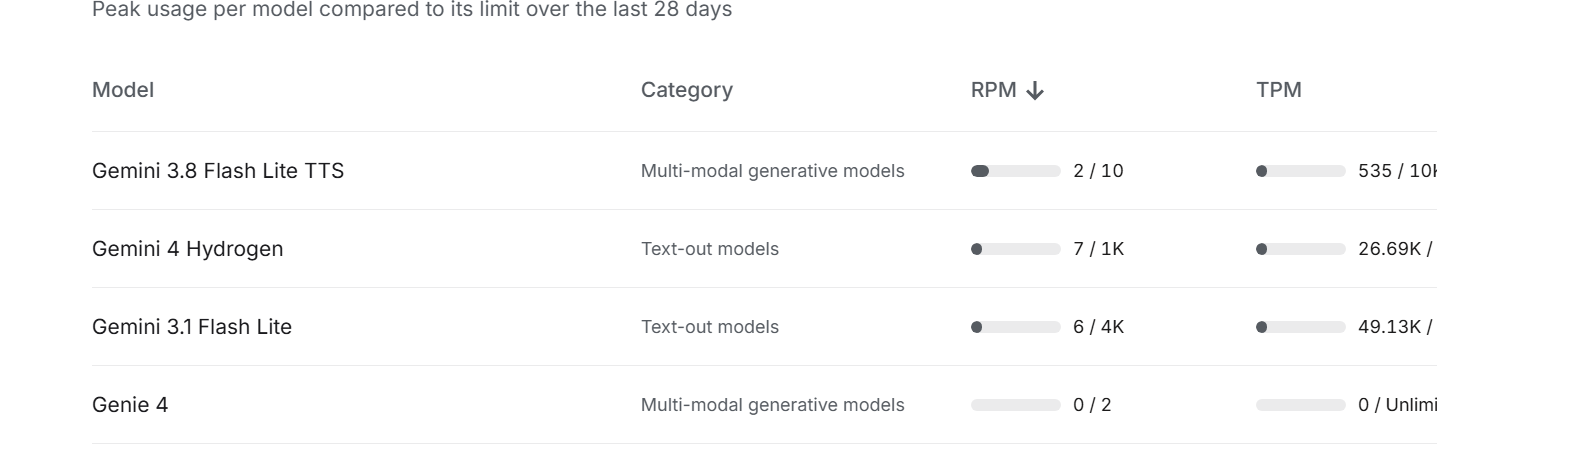 Peak usage per model compared to its limit over the last 28 days
Model Category RPM TPM
Gemini 3.8 Flash Lite TTS Multi-modal generative models 2 / 10 535 / 10K
Gemini 4 Hydrogen Text-out models 7 / 1K 26.69K /
Gemini 3.1 Flash Lite Text-out models 6 / 4K 49.13K /
Genie 4 Multi-modal generative models 0 / 2 0 / Unlimi